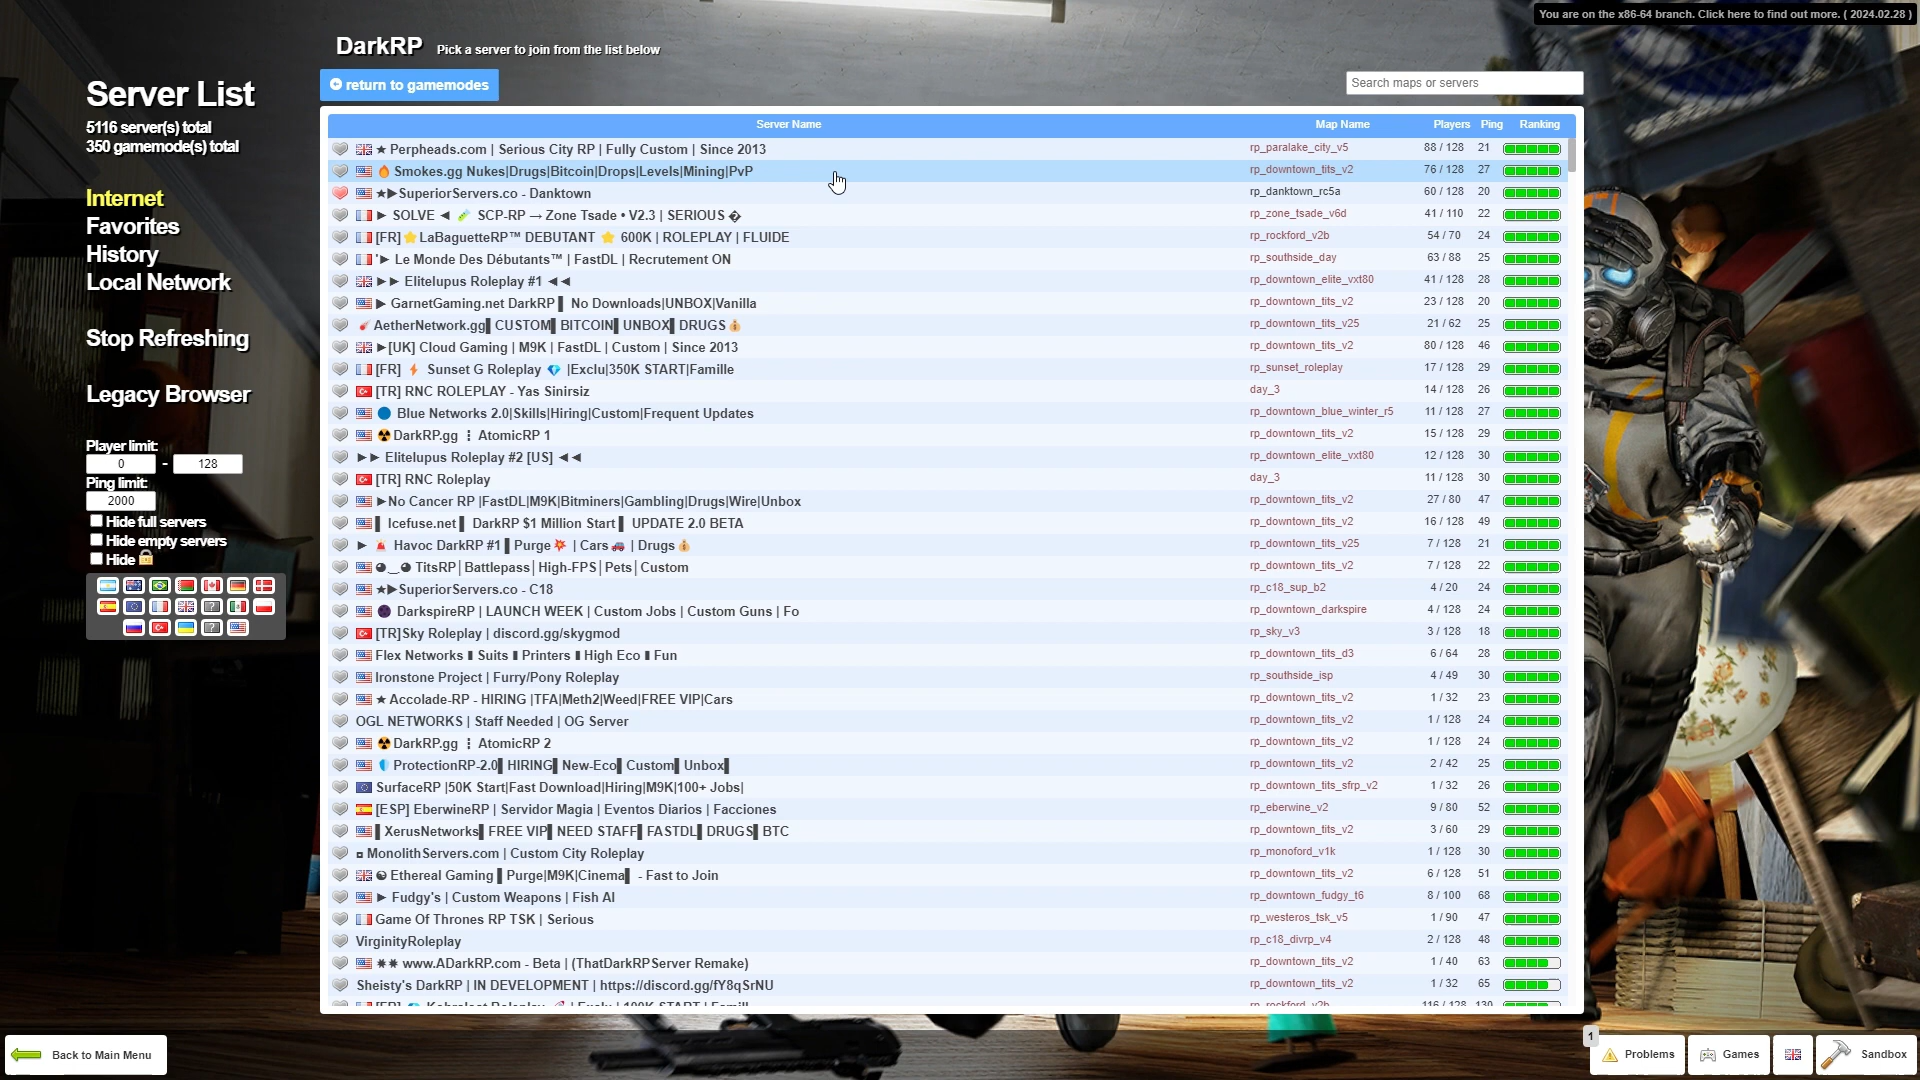 You are on the x86-64 branch. Click here to find out more. ( 2024.02.28 )
DarkRP Pick a server to join from the list below
return to gamemodes
Search maps or servers
Server List
5116 server(s) total
350 gamemode(s) total
Internet
Favorites
History
Local Network
Stop Refreshing
Legacy Browser
Player limit:
0 - 128
Ping limit:
2000
Hide full servers
Hide empty servers
Hide 🔒
Server Name Map Name Players Ping Ranking
★ Perpheads.com | Serious City RP | Fully Custom | Since 2013 rp_paralake_city_v5 88 / 128 21
🔥 Smokes.gg Nukes|Drugs|Bitcoin|Drops|Levels|Mining|PvP rp_downtown_tits_v2 76 / 128 27
★▶SuperiorServers.co - Danktown rp_danktown_rc5a 60 / 128 20
► SOLVE ◄ 🧪 SCP-RP → Zone Tsade • V2.3 | SERIOUS � rp_zone_tsade_v6d 41 / 110 22
[FR]⭐LaBaguetteRP™ DEBUTANT ⭐ 600K | ROLEPLAY | FLUIDE rp_rockford_v2b 54 / 70 24
'► Le Monde Des Débutants™ | FastDL | Recrutement ON rp_southside_day 63 / 88 25
►► Elitelupus Roleplay #1 ◄◄ rp_downtown_elite_vxt80 41 / 128 28
► GarnetGaming.net DarkRP ▌ No Downloads|UNBOX|Vanilla rp_downtown_tits_v2 23 / 128 20
☄ AetherNetwork.gg▌CUSTOM▌BITCOIN▌UNBOX▌DRUGS💰 rp_downtown_tits_v25 21 / 62 25
►[UK] Cloud Gaming | M9K | FastDL | Custom | Since 2013 rp_downtown_tits_v2 80 / 128 46
[FR] ⚡ Sunset G Roleplay 💎 |Exclu|350K START|Famille rp_sunset_roleplay 17 / 128 29
[TR] RNC ROLEPLAY - Yas Sinirsiz day_3 14 / 128 26
🔵 Blue Networks 2.0|Skills|Hiring|Custom|Frequent Updates rp_downtown_blue_winter_r5 11 / 128 27
☢DarkRP.gg ⁞ AtomicRP 1 rp_downtown_tits_v2 15 / 128 29
►► Elitelupus Roleplay #2 [US] ◄◄ rp_downtown_elite_vxt80 12 / 128 30
[TR] RNC Roleplay day_3 11 / 128 30
►No Cancer RP |FastDL|M9K|Bitminers|Gambling|Drugs|Wire|Unbox rp_downtown_tits_v2 27 / 80 47
▌ Icefuse.net ▌ DarkRP $1 Million Start ▌ UPDATE 2.0 BETA rp_downtown_tits_v2 16 / 128 49
► 🚨 Havoc DarkRP #1 ▌Purge💥 | Cars🚗 | Drugs💰 rp_downtown_tits_v25 7 / 128 21
◕‿◕ TitsRP│Battlepass│High-FPS│Pets│Custom rp_downtown_tits_v2 7 / 128 22
★▶SuperiorServers.co - C18 rp_c18_sup_b2 4 / 20 24
DarkspireRP | LAUNCH WEEK | Custom Jobs | Custom Guns | Fo rp_downtown_darkspire 4 / 128 24
[TR]Sky Roleplay | discord.gg/skygmod rp_sky_v3 3 / 128 18
Flex Networks ▮ Suits ▮ Printers ▮ High Eco ▮ Fun rp_downtown_tits_d3 6 / 64 28
Ironstone Project | Furry/Pony Roleplay rp_southside_isp 4 / 49 30
★ Accolade-RP - HIRING |TFA|Meth2|Weed|FREE VIP|Cars rp_downtown_tits_v2 1 / 32 23
OGL NETWORKS | Staff Needed | OG Server rp_downtown_tits_v2 1 / 128 24
☢DarkRP.gg ⁞ AtomicRP 2 rp_downtown_tits_v2 1 / 128 24
🛡 ProtectionRP-2.0▌HIRING▌New-Eco▌Custom▌Unbox▌ rp_downtown_tits_v2 2 / 42 25
SurfaceRP |50K Start|Fast Download|Hiring|M9K|100+ Jobs| rp_downtown_tits_sfrp_v2 1 / 32 26
[ESP] EberwineRP | Servidor Magia | Eventos Diarios | Facciones rp_eberwine_v2 9 / 80 52
▌XerusNetworks▌FREE VIP▌NEED STAFF▌FASTDL▌DRUGS▌BTC rp_downtown_tits_v2 3 / 60 29
◘ MonolithServers.com | Custom City Roleplay rp_monoford_v1k 1 / 128 30
☯ Ethereal Gaming ▌Purge|M9K|Cinema▌ - Fast to Join rp_downtown_tits_v2 6 / 128 51
► Fudgy's | Custom Weapons | Fish AI rp_downtown_fudgy_t6 8 / 100 68
Game Of Thrones RP TSK | Serious rp_westeros_tsk_v5 1 / 90 47
VirginityRoleplay rp_c18_divrp_v4 2 / 128 48
✷✷ www.ADarkRP.com - Beta | (ThatDarkRPServer Remake) rp_downtown_tits_v2 1 / 40 63
Sheisty's DarkRP | IN DEVELOPMENT | https://discord.gg/fY8qSrNU rp_downtown_tits_v2 1 / 32 65
[FR] 💎 Kobralost Roleplay 🚀 | Exclu | 100K START | Famill rp_rockford_v2b 116 / 128 130
Back to Main Menu
1
Problems
Games
Sandbox